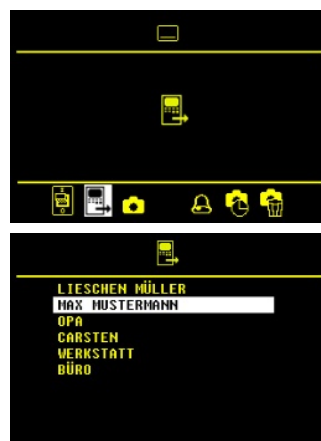 LIESCHEN MÜLLER
MAX MUSTERMANN
OPA
CARSTEN
WERKSTATT
BÜRO